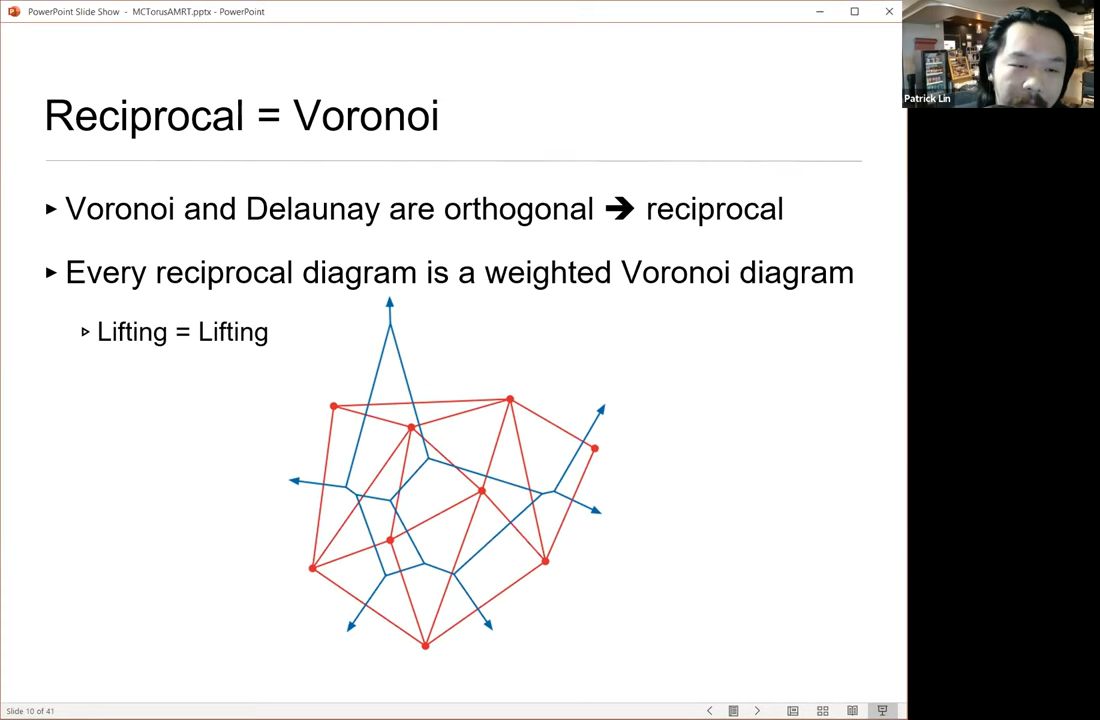 PowerPoint Slide Show - MCTorusAMRT.pptx - PowerPoint
Patrick Lin
Reciprocal = Voronoi
▸ Voronoi and Delaunay are orthogonal ➔ reciprocal
▸ Every reciprocal diagram is a weighted Voronoi diagram
▹ Lifting = Lifting
Slide 10 of 41